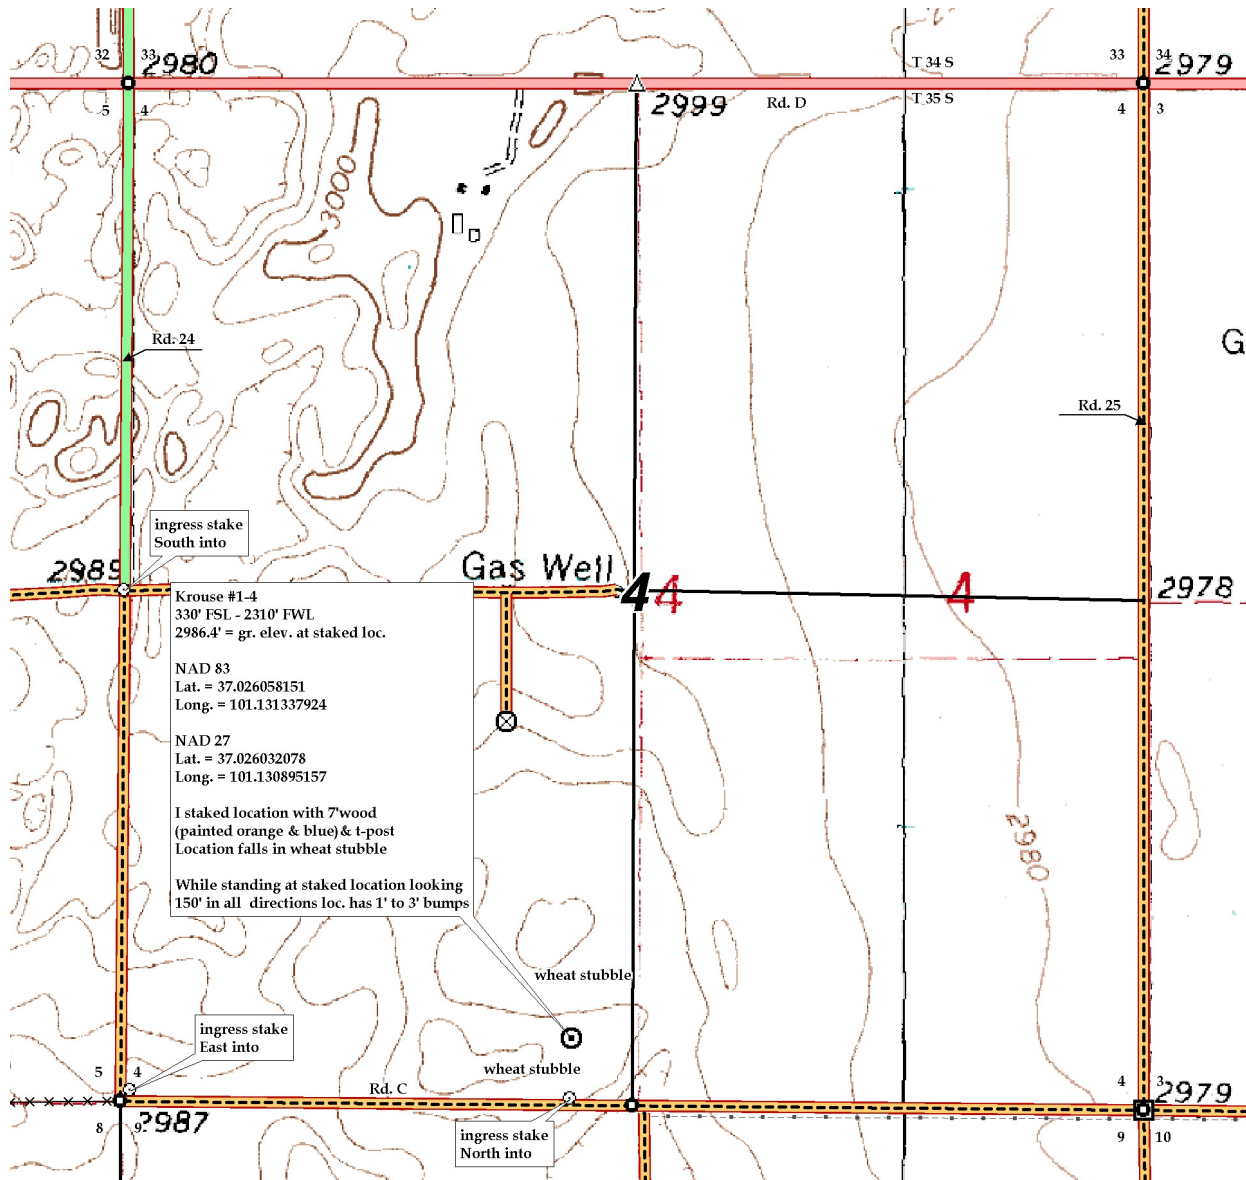 32 33 2980
33 34 2979
T 34 S
5 4
2999
Rd. D
T 35 S
4 3
3000
Rd. 24
G
Rd. 25
ingress stake
South into
2989
Gas Well
4 4 4
2978
Krouse #1-4
330' FSL - 2310' FWL
2986.4' = gr. elev. at staked loc.
NAD 83
Lat. = 37.026058151
Long. = 101.131337924
NAD 27
Lat. = 37.026032078
Long. = 101.130895157
I staked location with 7'wood
(painted orange & blue) & t-post
Location falls in wheat stubble
While standing at staked location looking
150' in all directions loc. has 1' to 3' bumps
2980
wheat stubble
ingress stake
East into
wheat stubble
5 4
Rd. C
4 3
2979
8 9 2987
ingress stake
North into
9 10